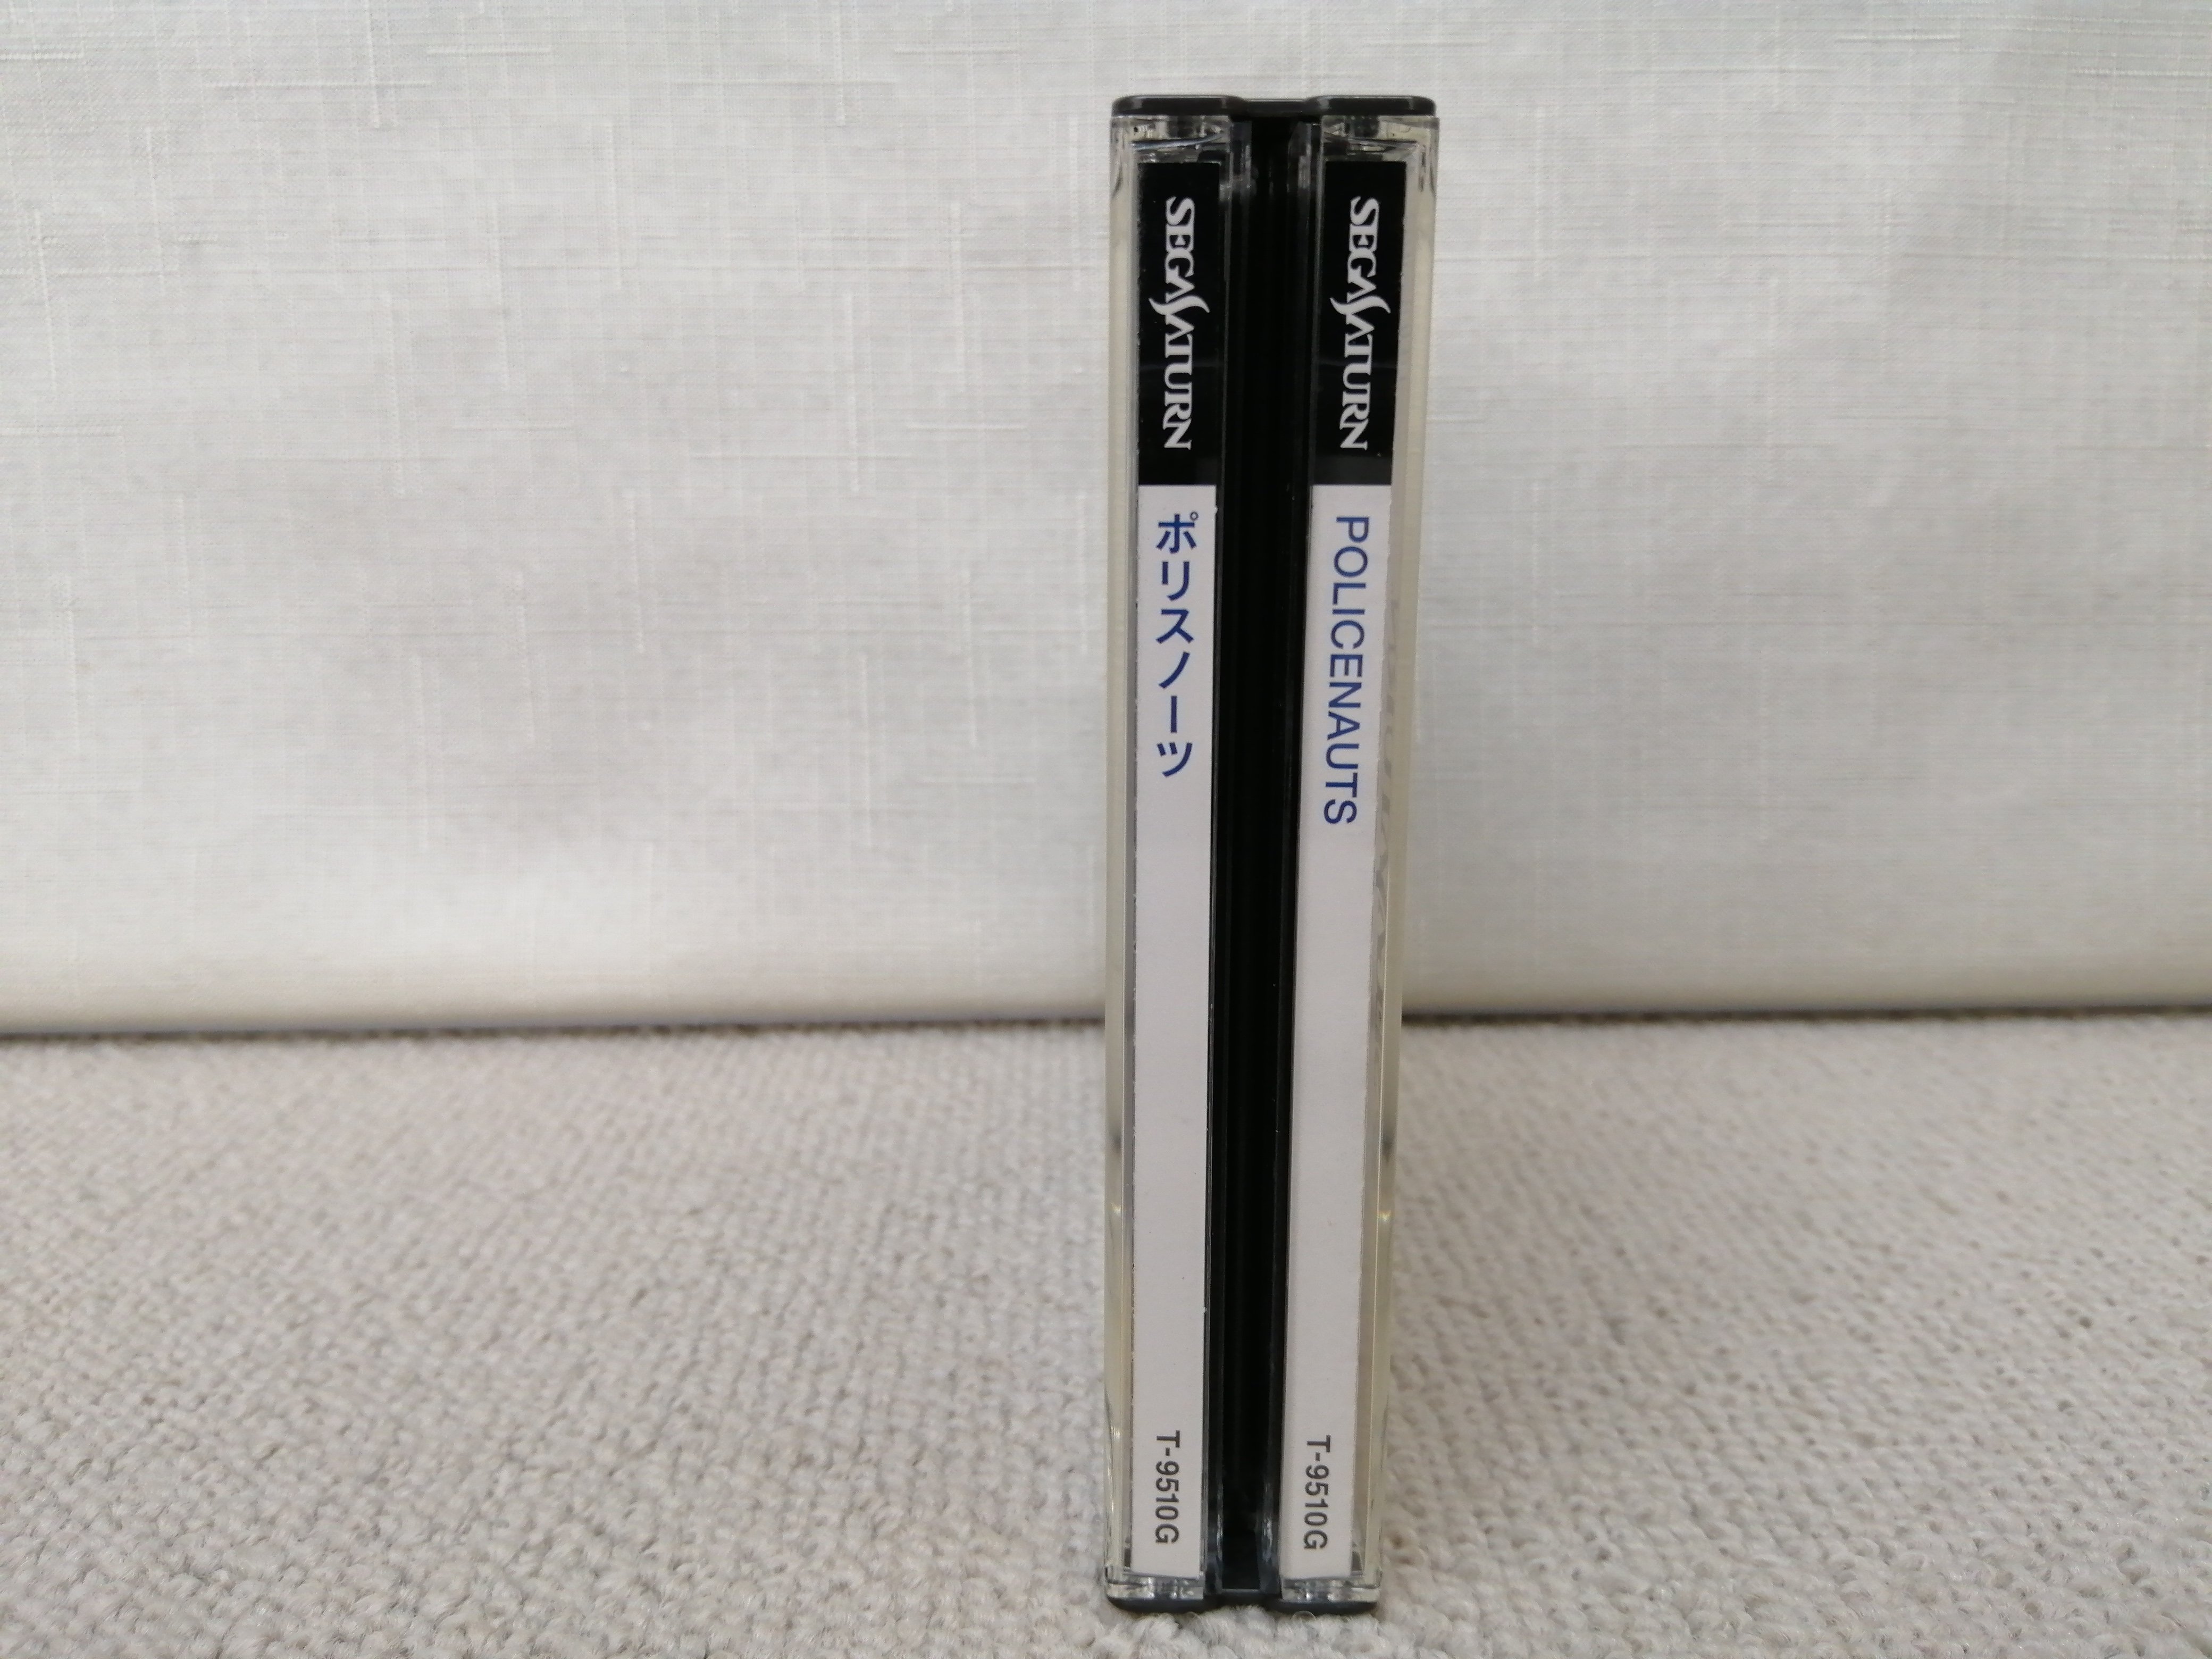 SEGA SATURN
ポリスノーツ
T-9510G
SEGA SATURN
POLICENAUTS
T-9510G